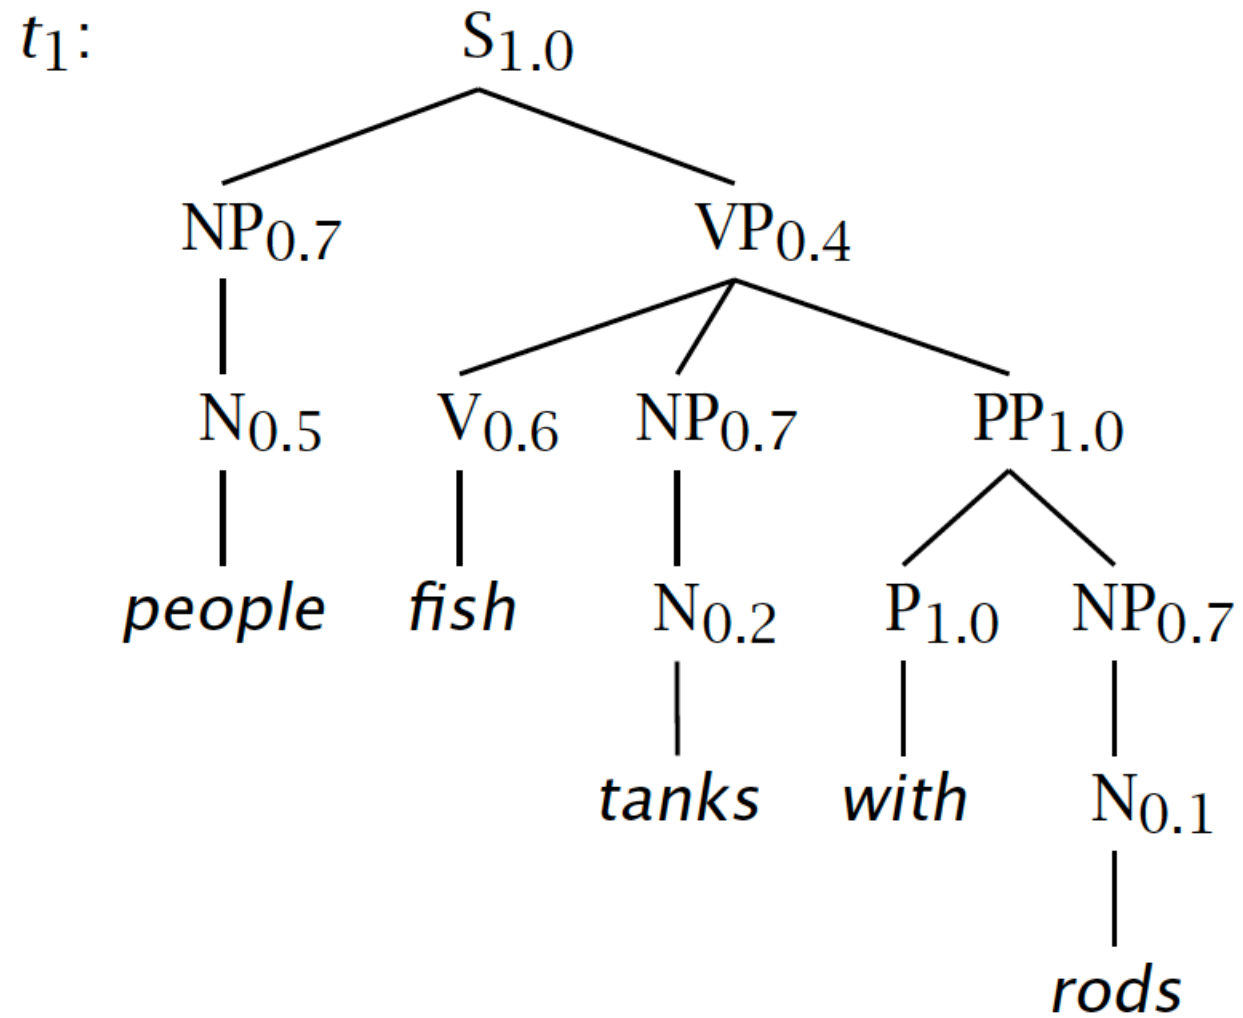 t₁: S₁.₀
NP₀.₇ VP₀.₄
N₀.₅ V₀.₆ NP₀.₇ PP₁.₀
people fish N₀.₂ P₁.₀ NP₀.₇
tanks with N₀.₁
rods